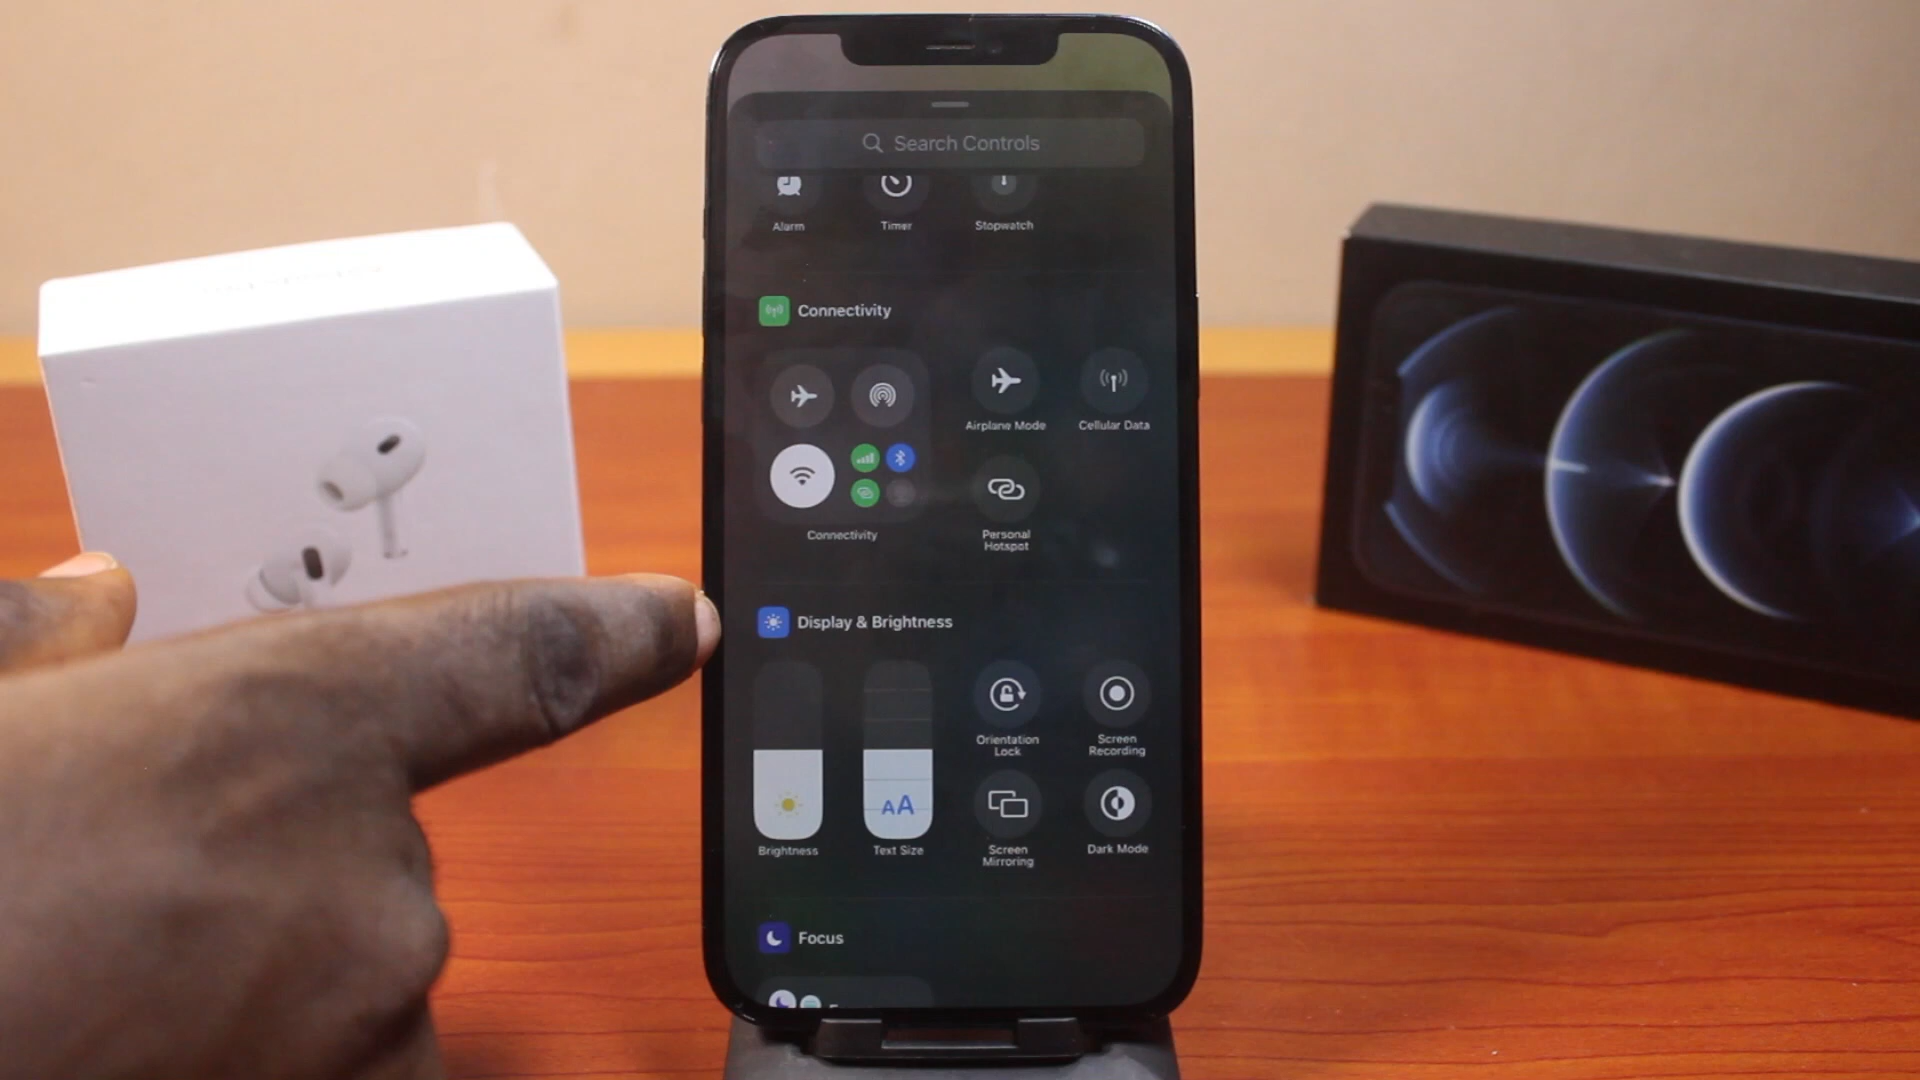 Search Controls
Alarm
Timer
Stopwatch
Connectivity
Airplane Mode
Cellular Data
Connectivity
Personal
Hotspot
Display & Brightness
Orientation
Lock
Screen
Recording
AA
Brightness
Text Size
Screen
Mirroring
Dark Mode
Focus